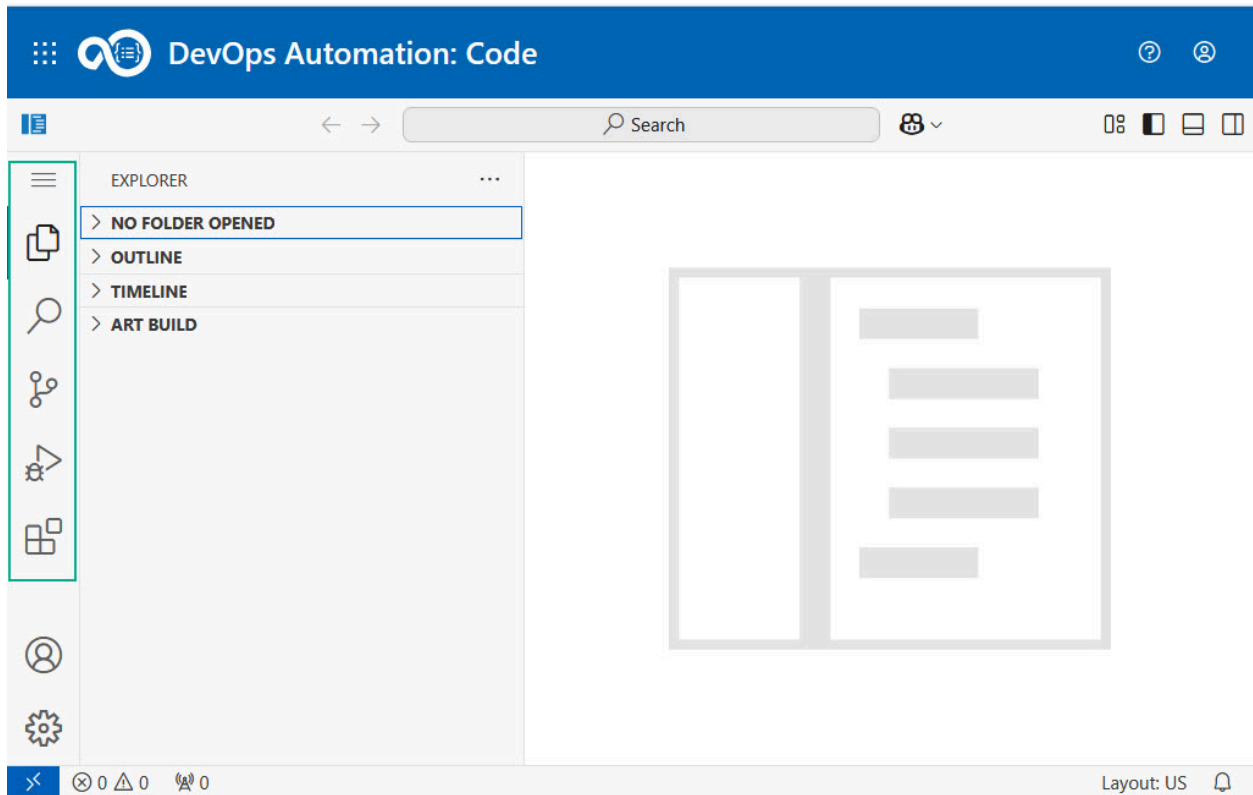 DevOps Automation: Code
Search
EXPLORER
NO FOLDER OPENED
OUTLINE
TIMELINE
ART BUILD
0 0 0
Layout: US